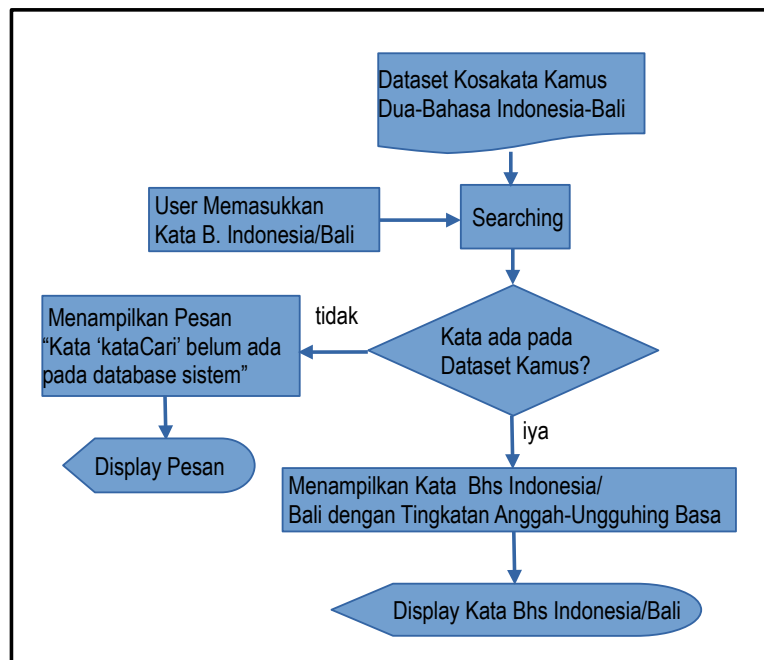 Dataset Kosakata Kamus
Dua-Bahasa Indonesia-Bali
User Memasukkan
Kata B. Indonesia/Bali
Searching
Kata ada pada
Dataset Kamus?
tidak
Menampilkan Pesan
“Kata ‘kataCari’ belum ada
pada database sistem”
Display Pesan
iya
Menampilkan Kata Bhs Indonesia/
Bali dengan Tingkatan Anggah-Ungguhing Basa
Display Kata Bhs Indonesia/Bali